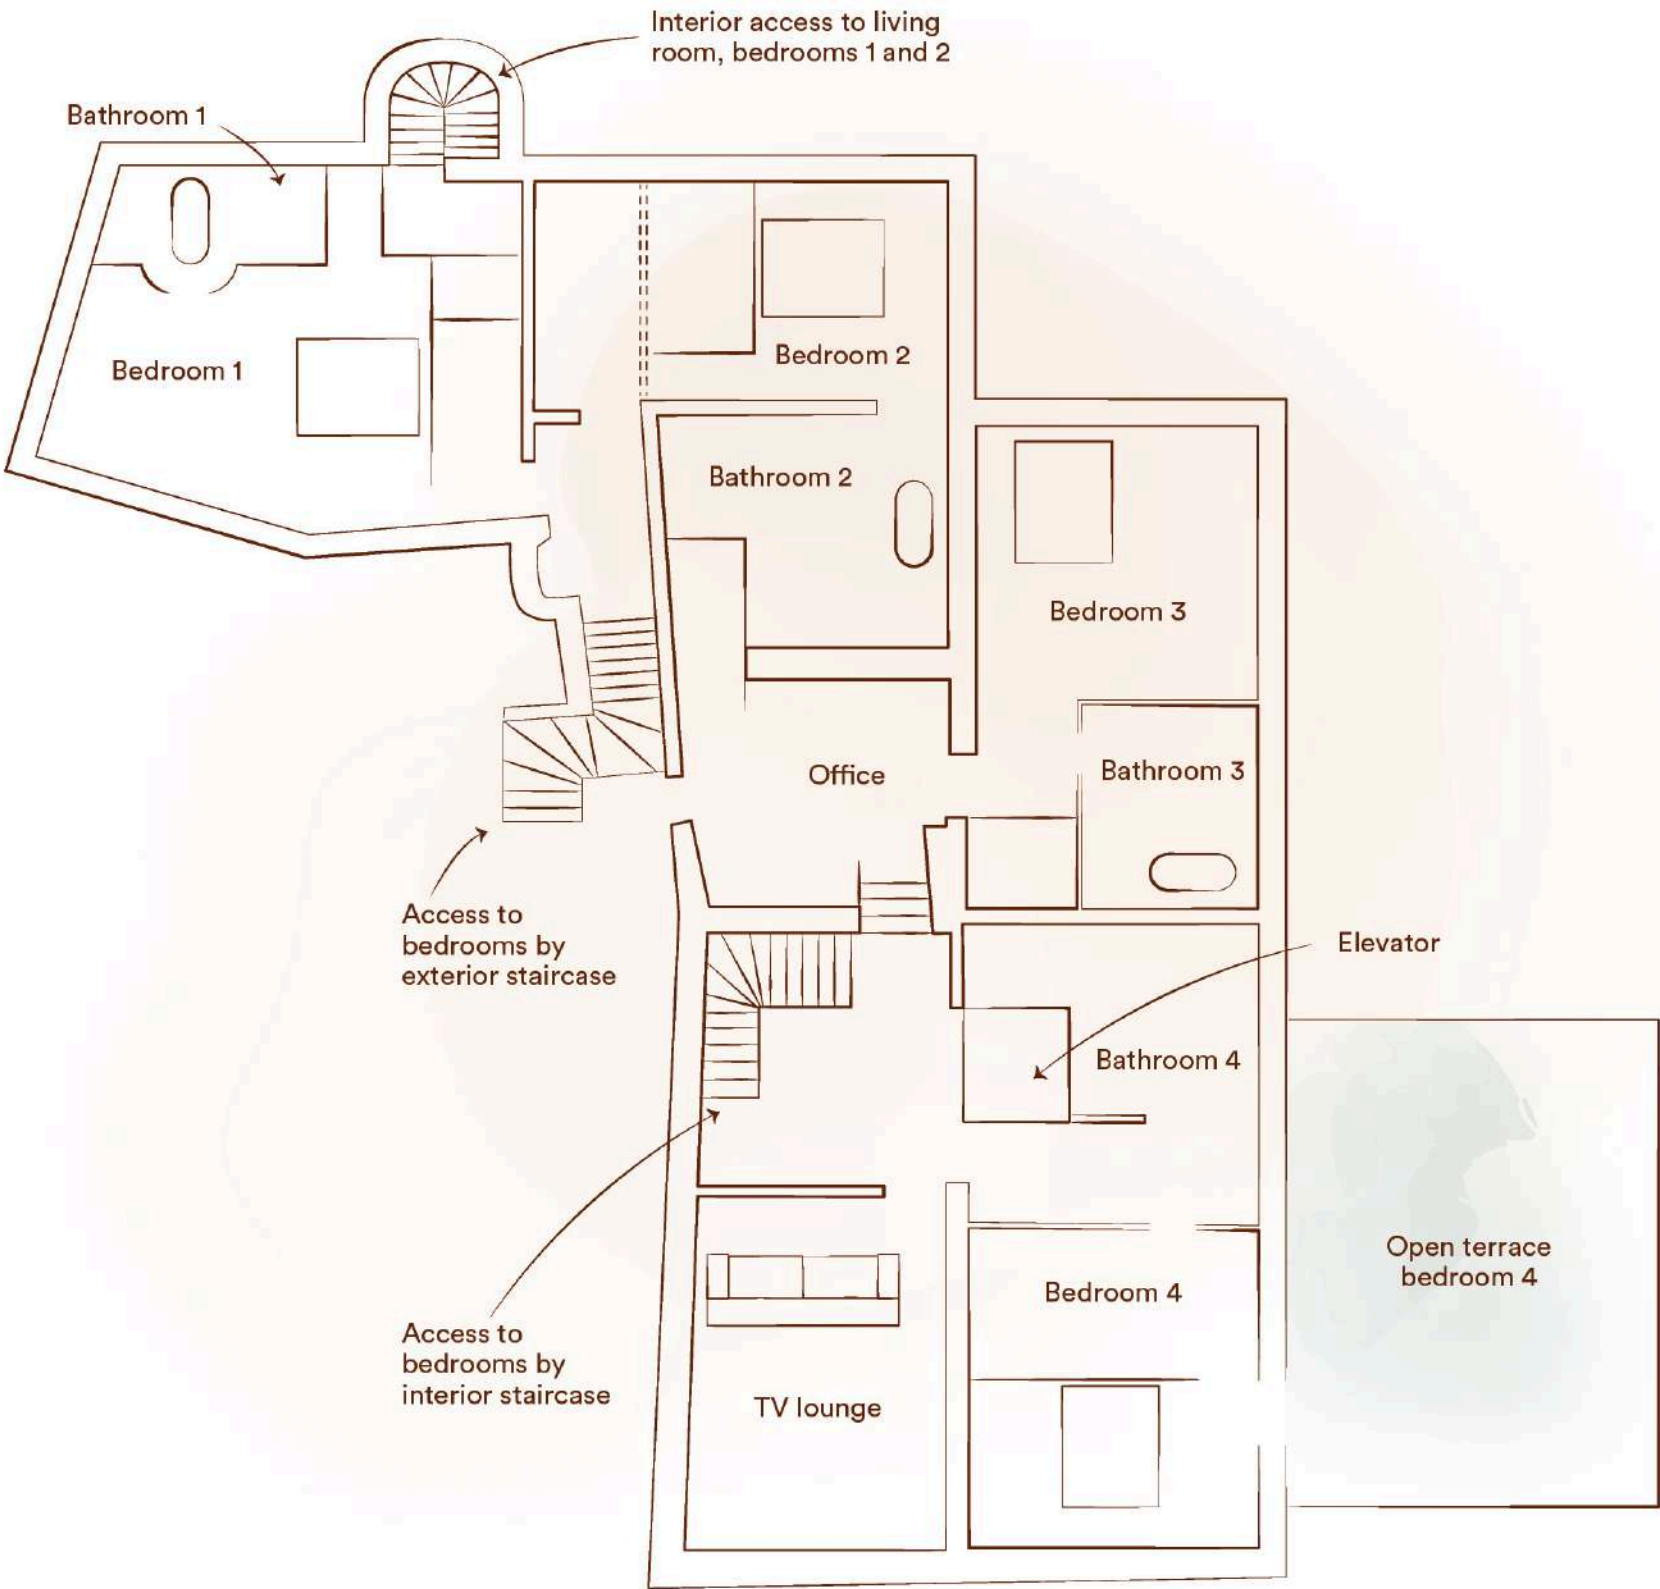 Interior access to living
room, bedrooms 1 and 2
Bathroom 1
Bedroom 1
Bedroom 2
Bathroom 2
Bedroom 3
Office
Bathroom 3
Access to
bedrooms by
exterior staircase
Elevator
Bathroom 4
Open terrace
bedroom 4
Bedroom 4
Access to
bedrooms by
interior staircase
TV lounge